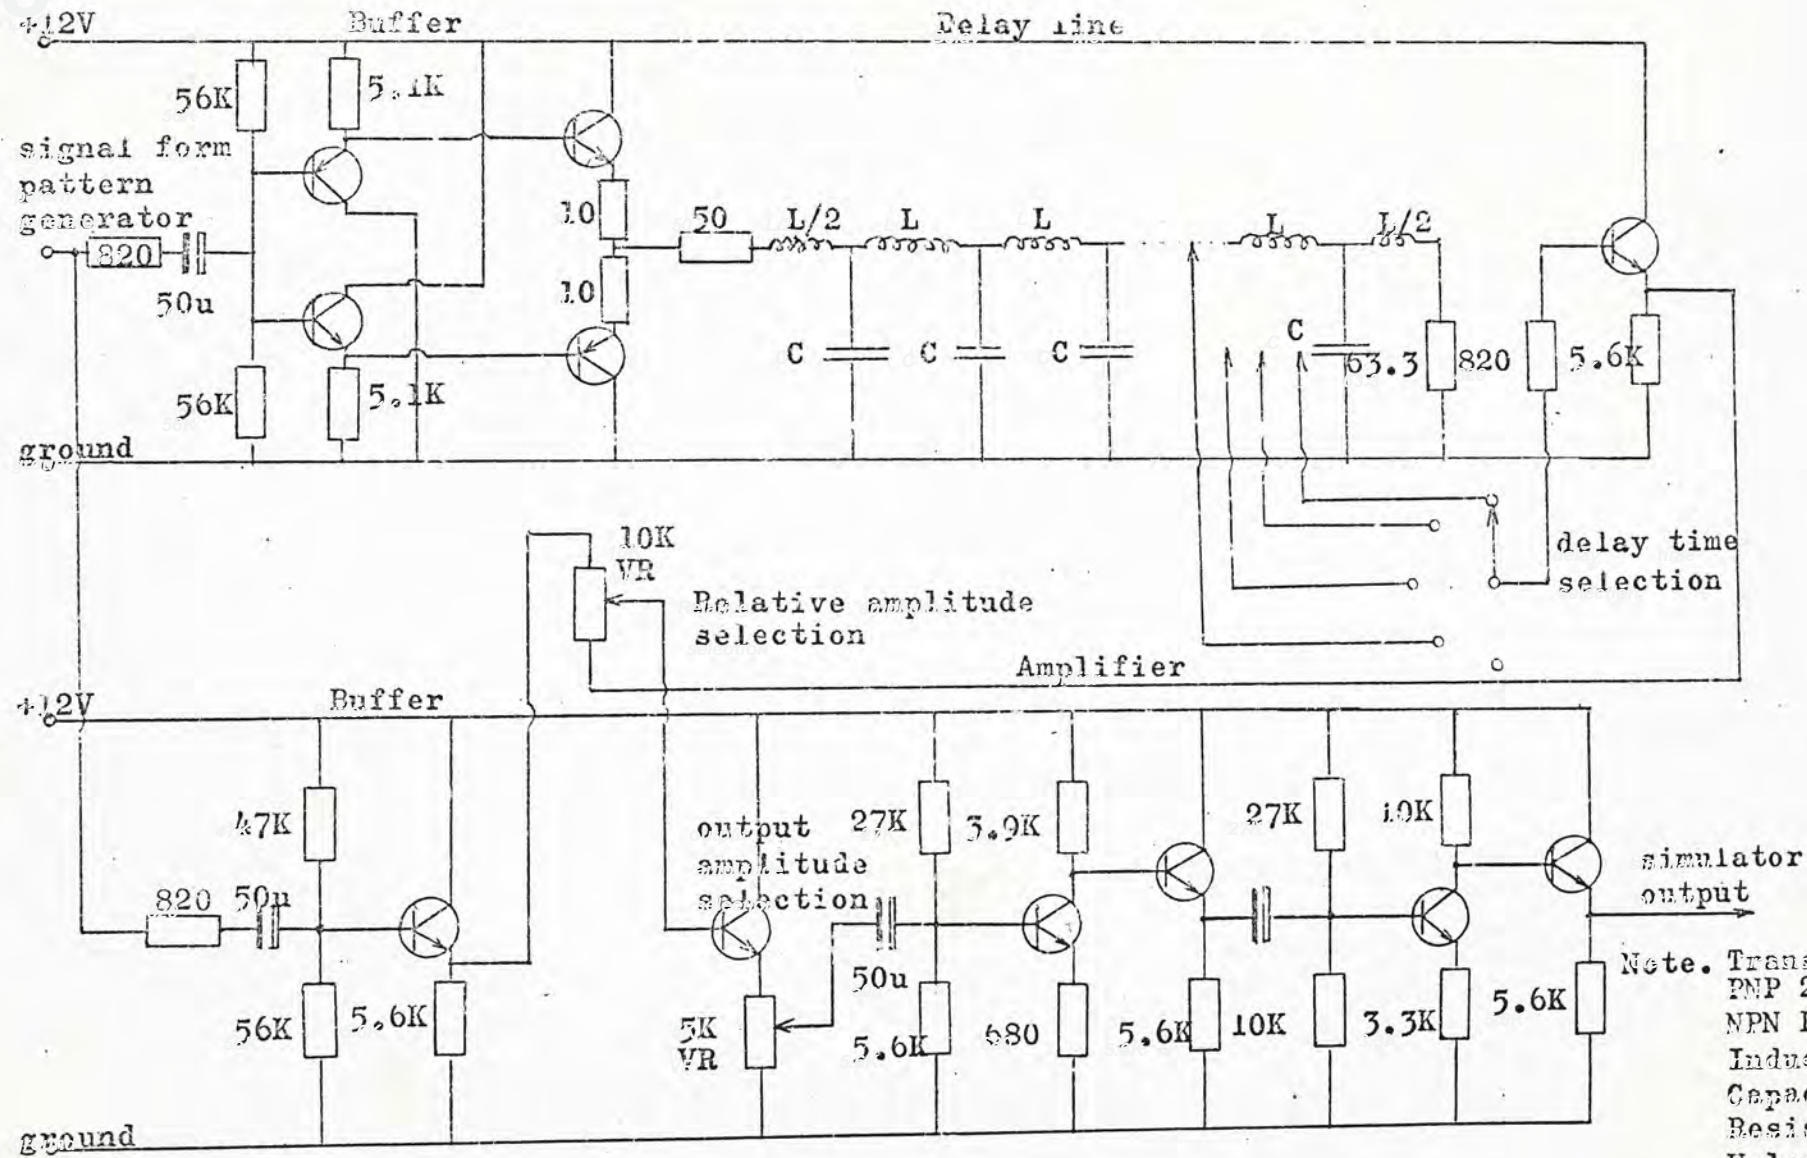 +12V
Buffer
Delay line
56K
5.1K
signal form
pattern
generator
820
50u
10
10
50
L/2
L
L
L
L/2
C
C
C
C
63.3
820
5.6K
56K
5.1K
ground
10K
VR
Relative amplitude
selection
delay time
selection
Amplifier
+12V
Buffer
47K
820
50u
56K
5.6K
output
amplitude
selection
27K
3.9K
50u
5K
VR
5.6K
680
5.6K
27K
10K
10K
3.3K
5.6K
simulator
output
Note.
PNP
NPN
ground